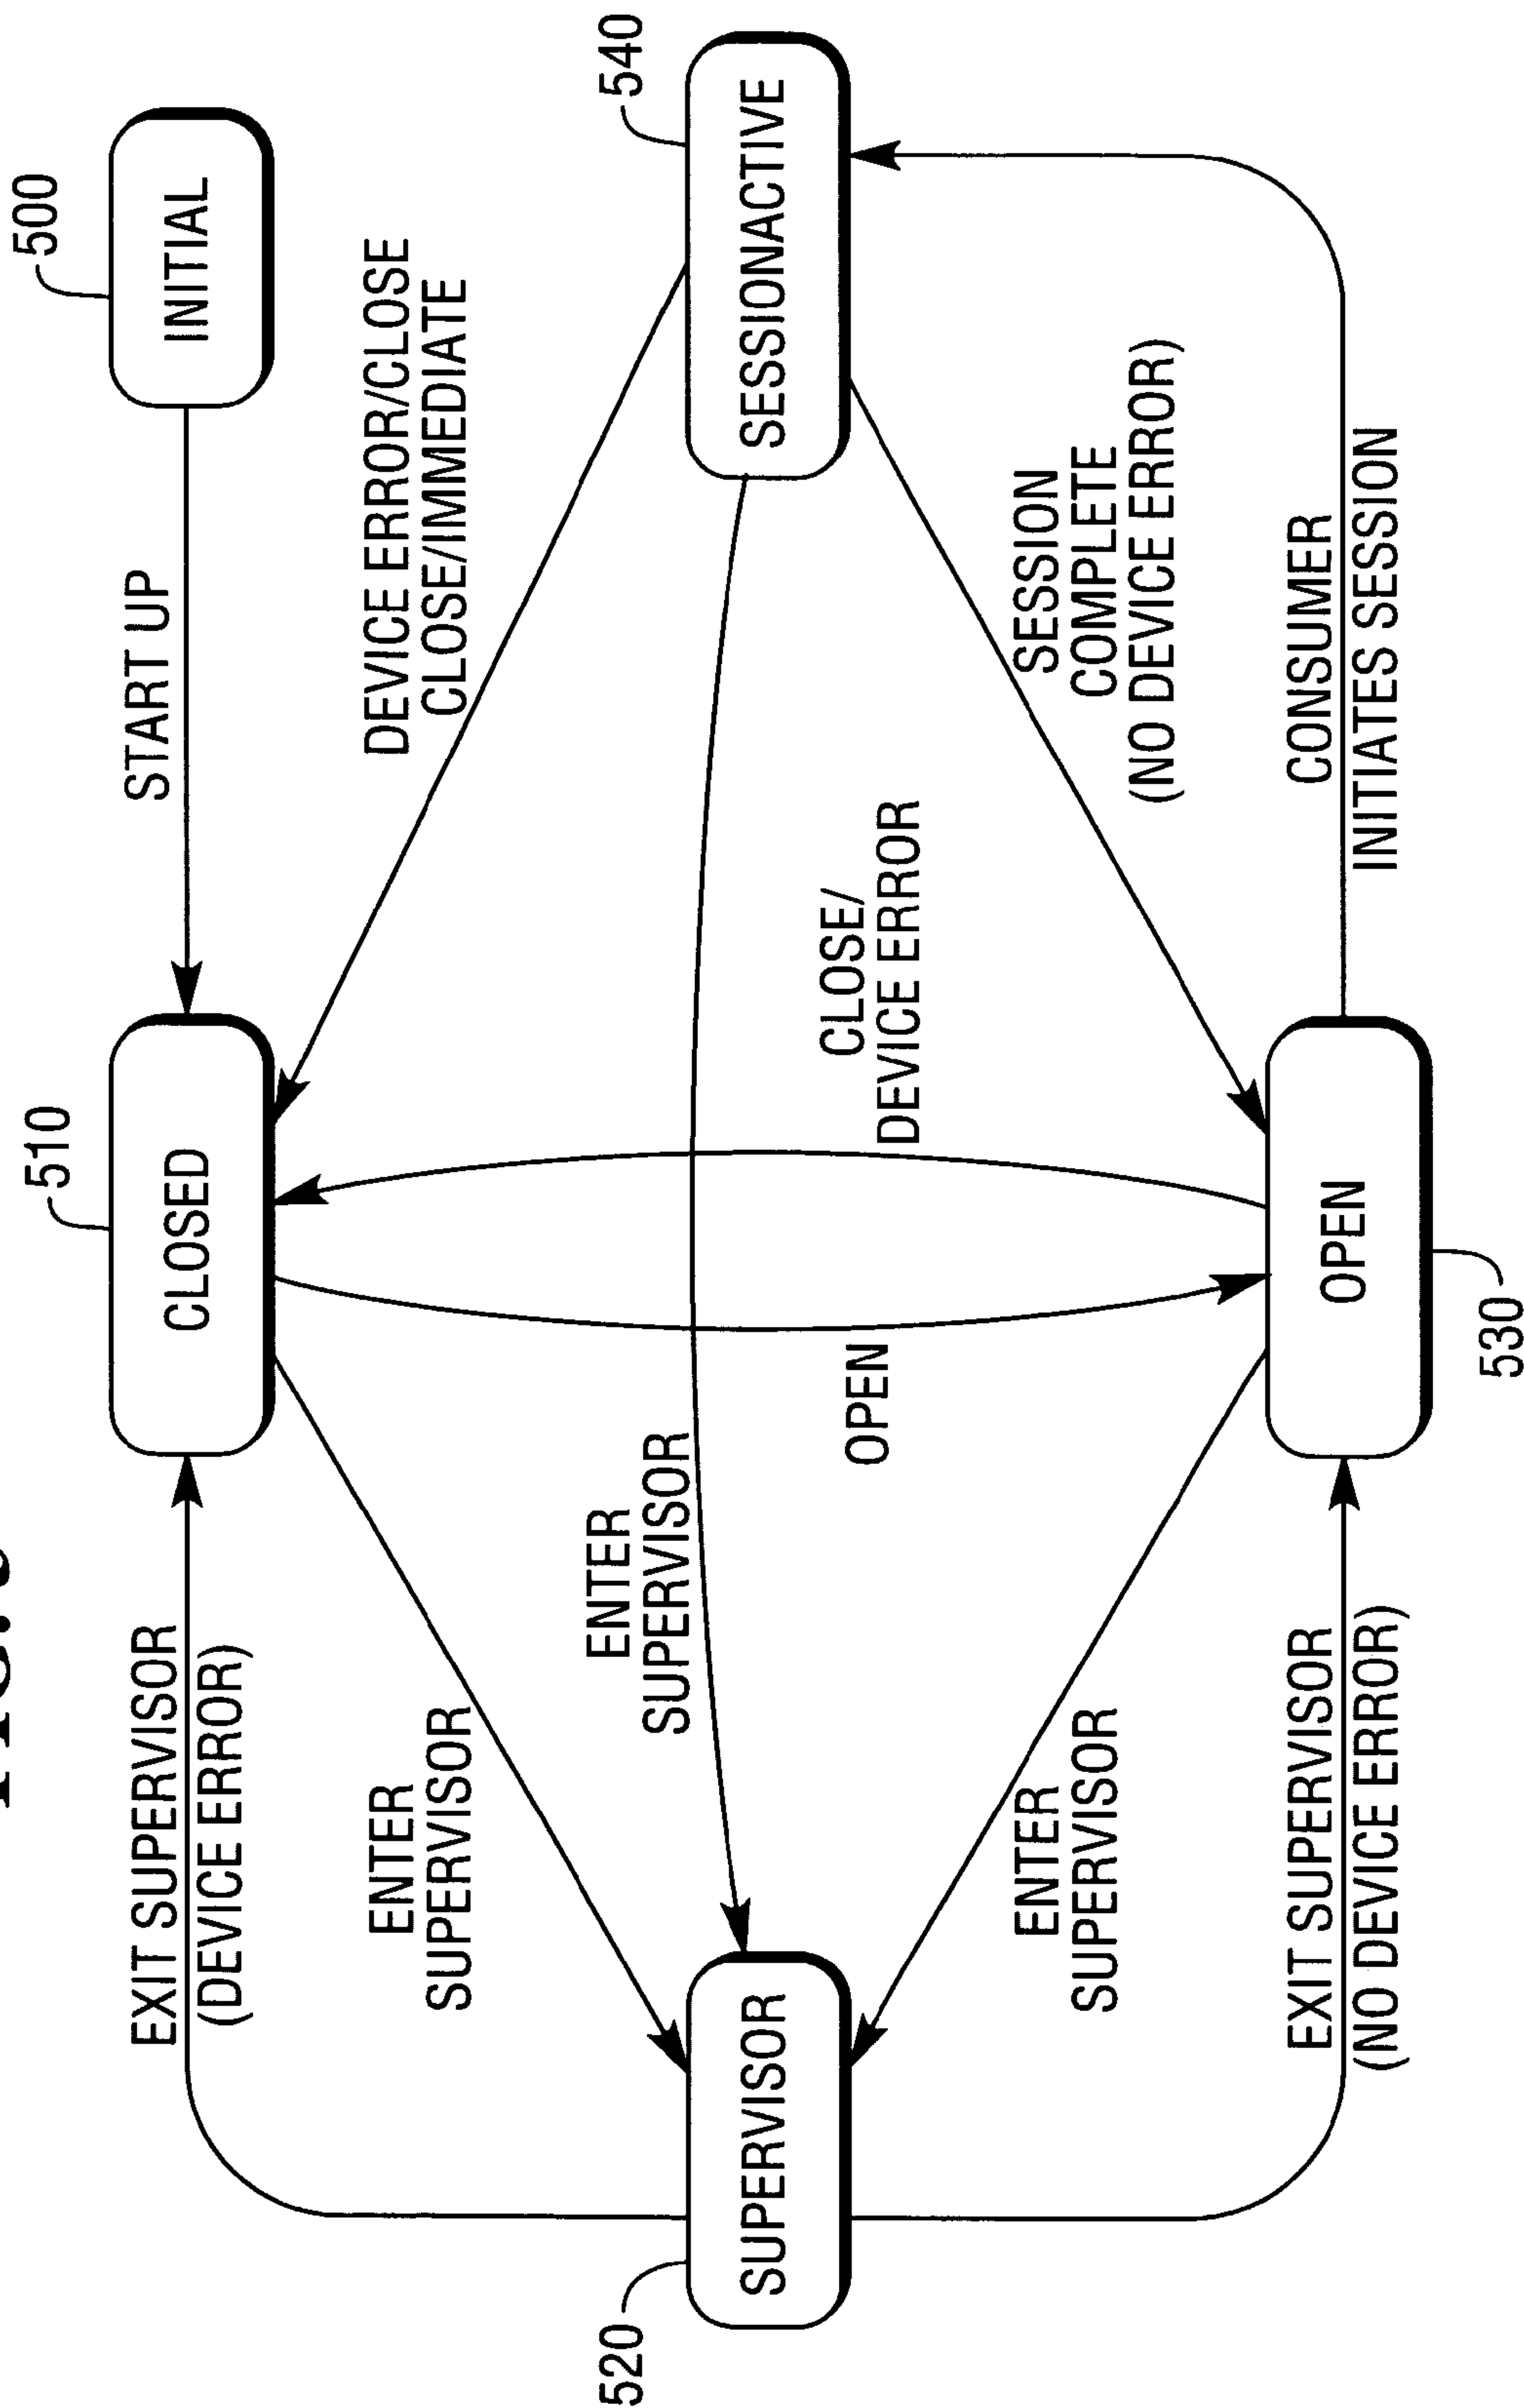 510
500
EXIT SUPERVISOR
(DEVICE ERROR)
CLOSED
START UP
INITIAL
ENTER
SUPERVISOR
DEVICE ERROR/CLOSE
CLOSE/IMMEDIATE
520
ENTER
SUPERVISOR
540
SUPERVISOR
SESSIONACTIVE
OPEN
CLOSE/
DEVICE ERROR
ENTER
SUPERVISOR
SESSION
COMPLETE
(NO DEVICE ERROR)
EXIT SUPERVISOR
(NO DEVICE ERROR)
OPEN
CONSUMER
INITIATES SESSION
530